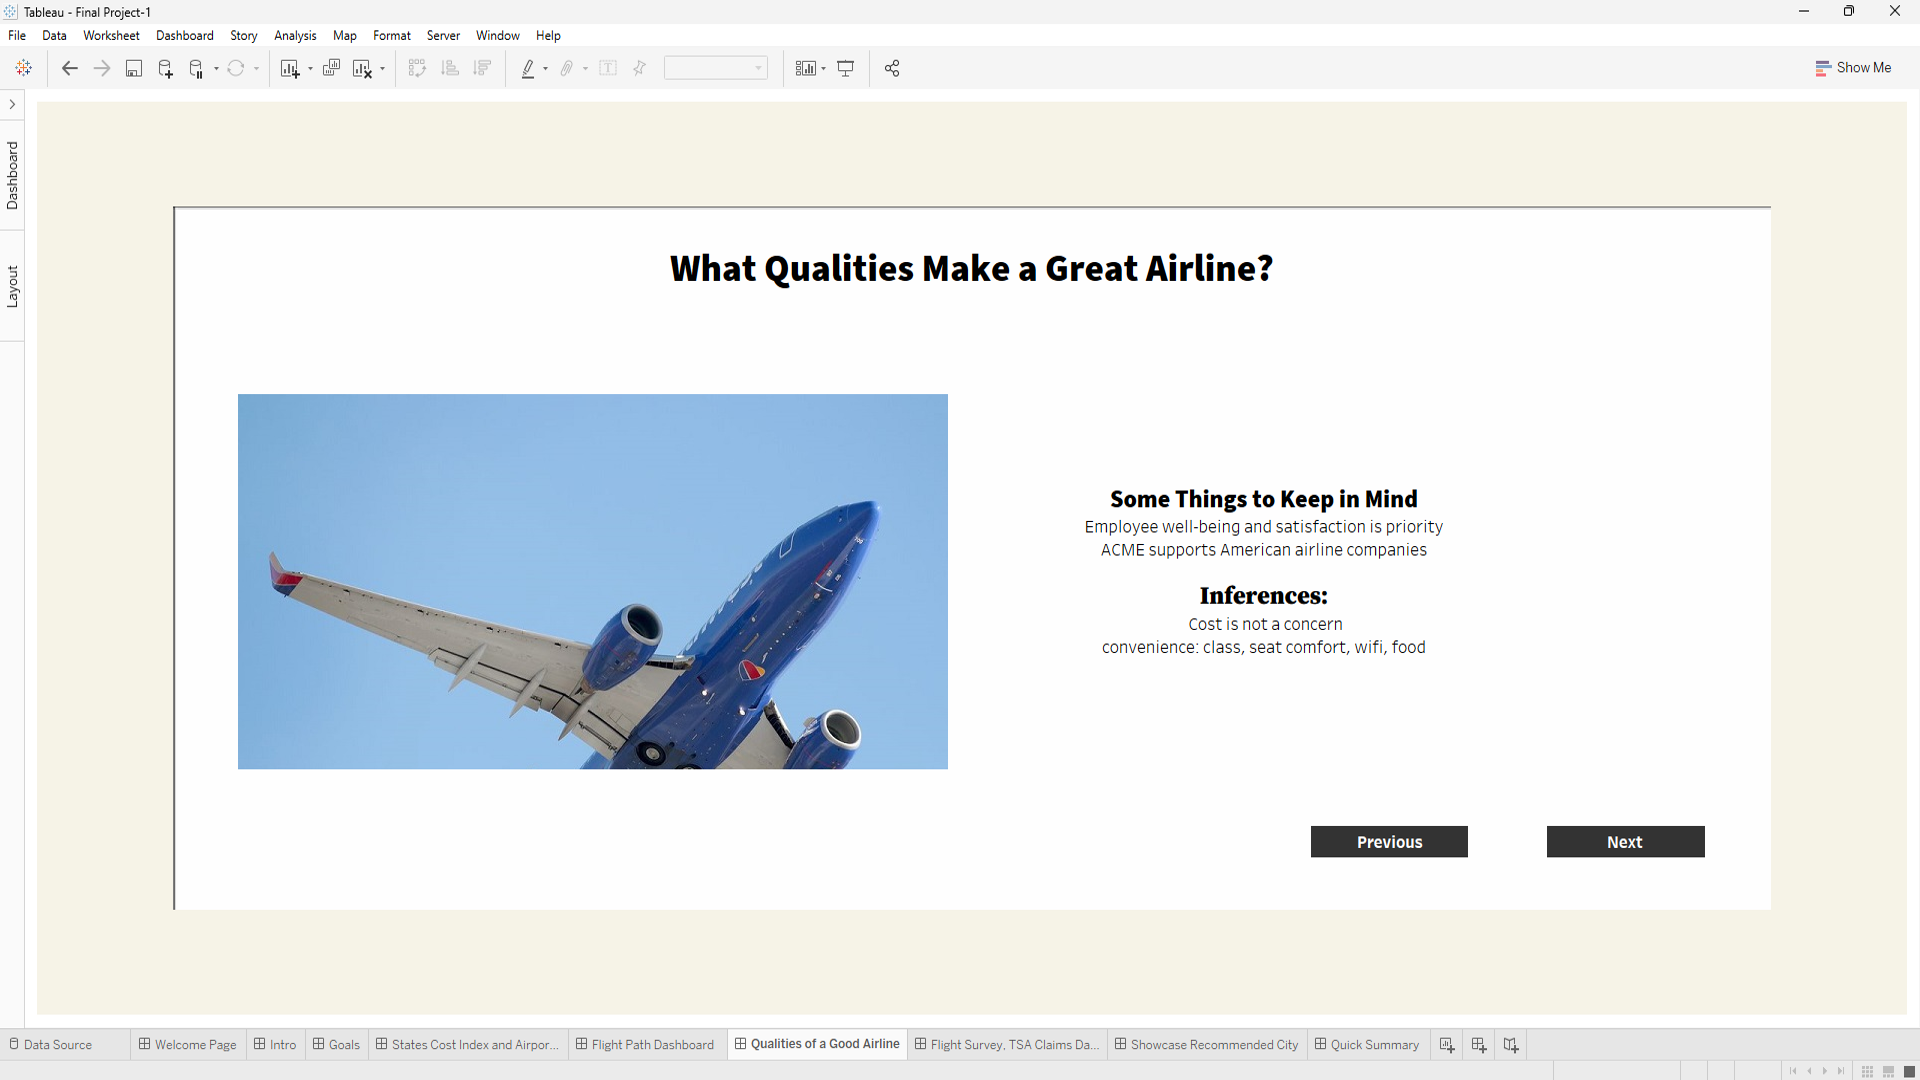 Tableau - Final Project-1
File Data Worksheet Dashboard Story Analysis Map Format Server Window Help
Show Me
Dashboard
Layout
What Qualities Make a Great Airline?
Some Things to Keep in Mind
Employee well-being and satisfaction is priority
ACME supports American airline companies
Inferences:
Cost is not a concern
convenience: class, seat comfort, wifi, food
Previous Next
Data Source Welcome Page Intro Goals States Cost Index and Airpor... Flight Path Dashboard Qualities of a Good Airline Flight Survey, TSA Claims Da... Showcase Recommended City Quick Summary